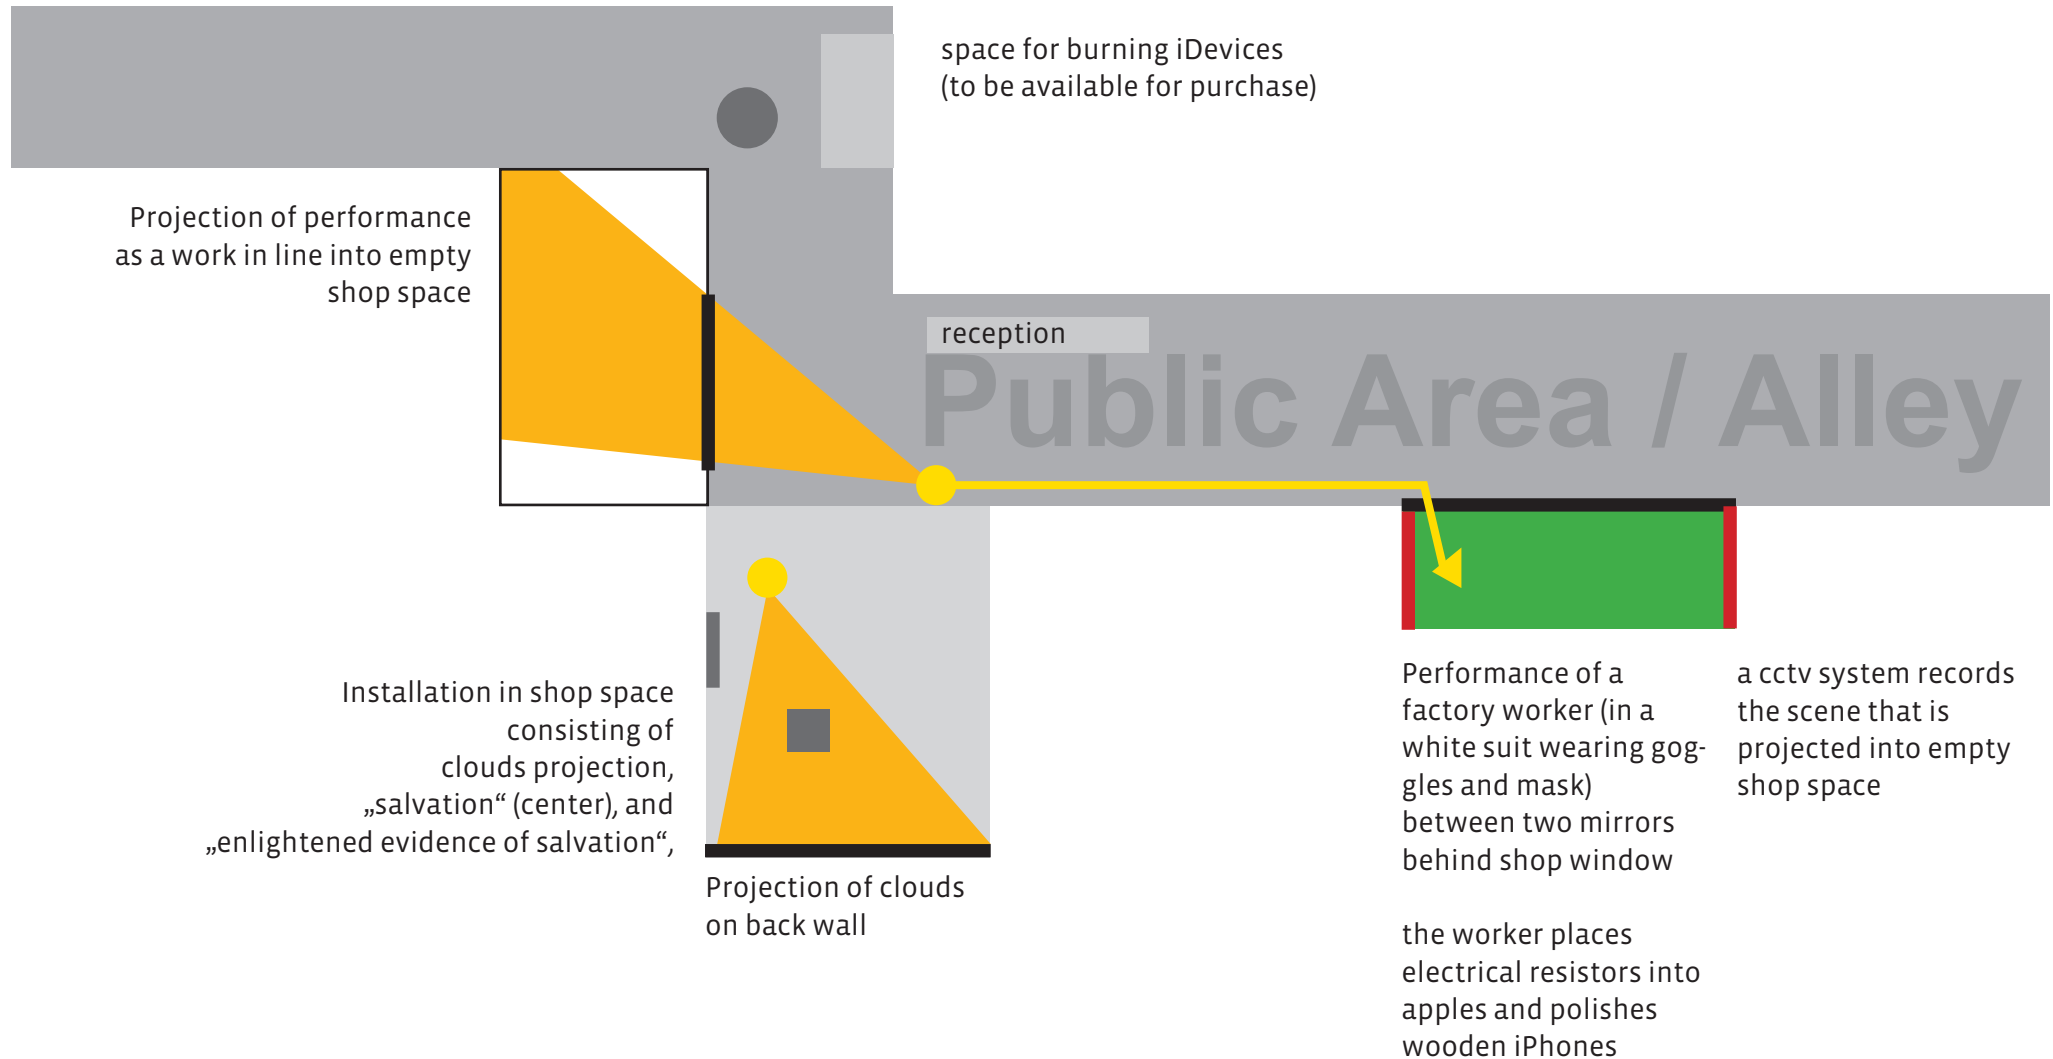 space for burning iDevices
(to be available for purchase)
Projection of performance
as a work in line into empty
shop space
reception
Public Area / Alley
Installation in shop space
consisting of
clouds projection,
„salvation“ (center), and
„enlightened evidence of salvation“,
Projection of clouds
on back wall
Performance of a
factory worker (in a
white suit wearing gog-
gles and mask)
between two mirrors
behind shop window
the worker places
electrical resistors into
apples and polishes
wooden iPhones
a cctv system records
the scene that is
projected into empty
shop space